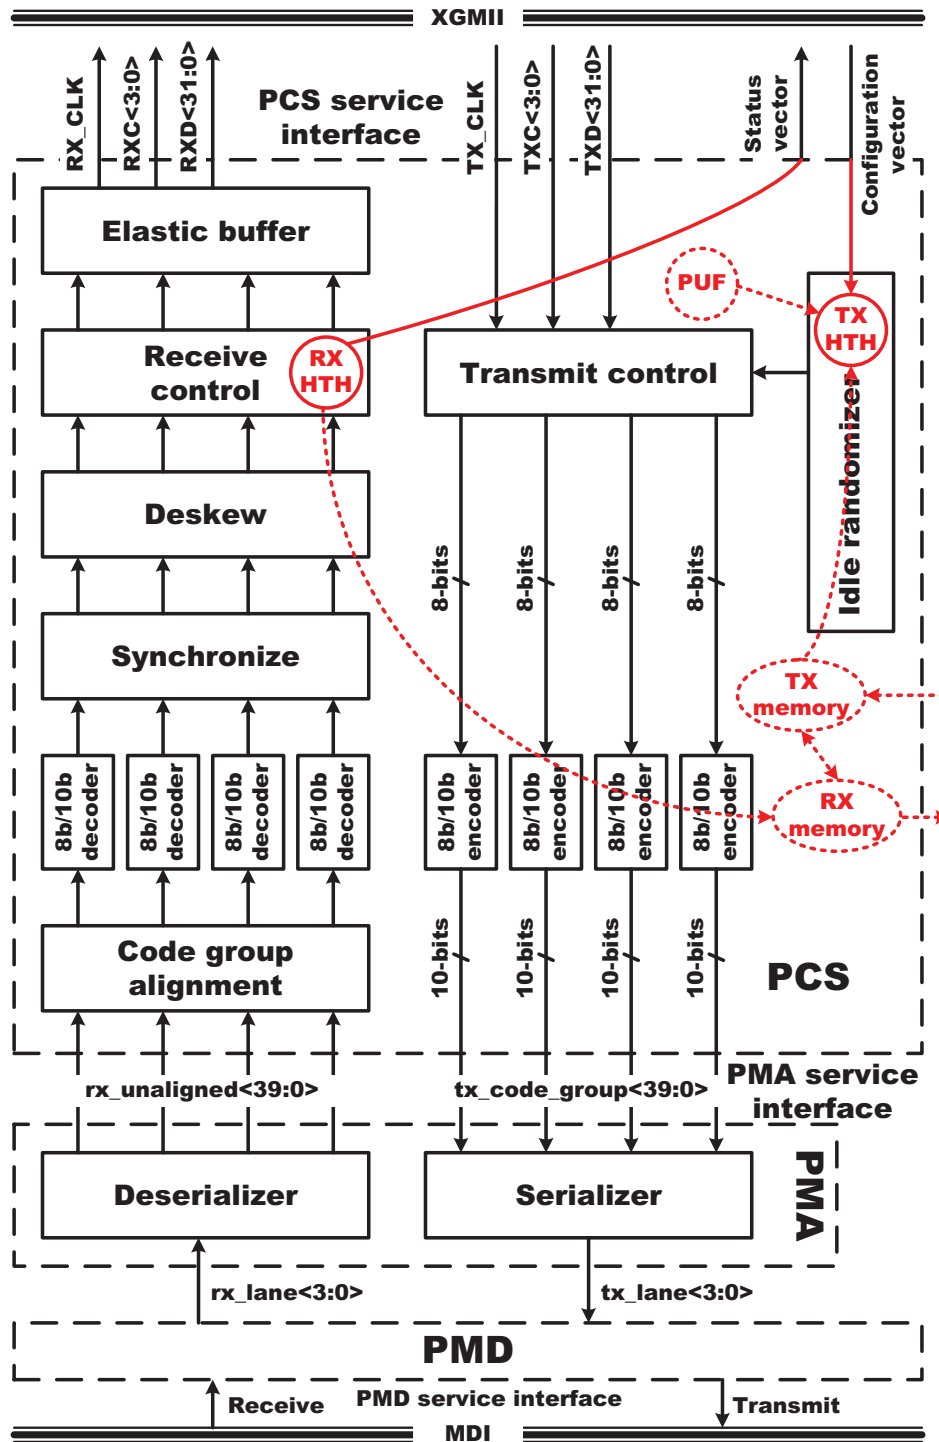 XGMII
RX_CLK
RXC<3:0>
RXD<31:0>
PCS service
interface
TX_CLK
TXC<3:0>
TXD<31:0>
Status
vector
Configuration
vector
Elastic buffer
PUF
TX
HTH
Receive
control
RX
HTH
Transmit control
Idle randomizer
Deskew
8-bits
8-bits
8-bits
8-bits
Synchronize
TX
memory
8b/10b
decoder
8b/10b
decoder
8b/10b
decoder
8b/10b
decoder
8b/10b
encoder
8b/10b
encoder
8b/10b
encoder
8b/10b
encoder
RX
memory
Code group
alignment
10-bits
10-bits
10-bits
10-bits
PCS
rx_unaligned<39:0>
tx_code_group<39:0>
PMA service
interface
Deserializer
Serializer
PMA
rx_lane<3:0>
tx_lane<3:0>
PMD
Receive
PMD service interface
Transmit
MDI